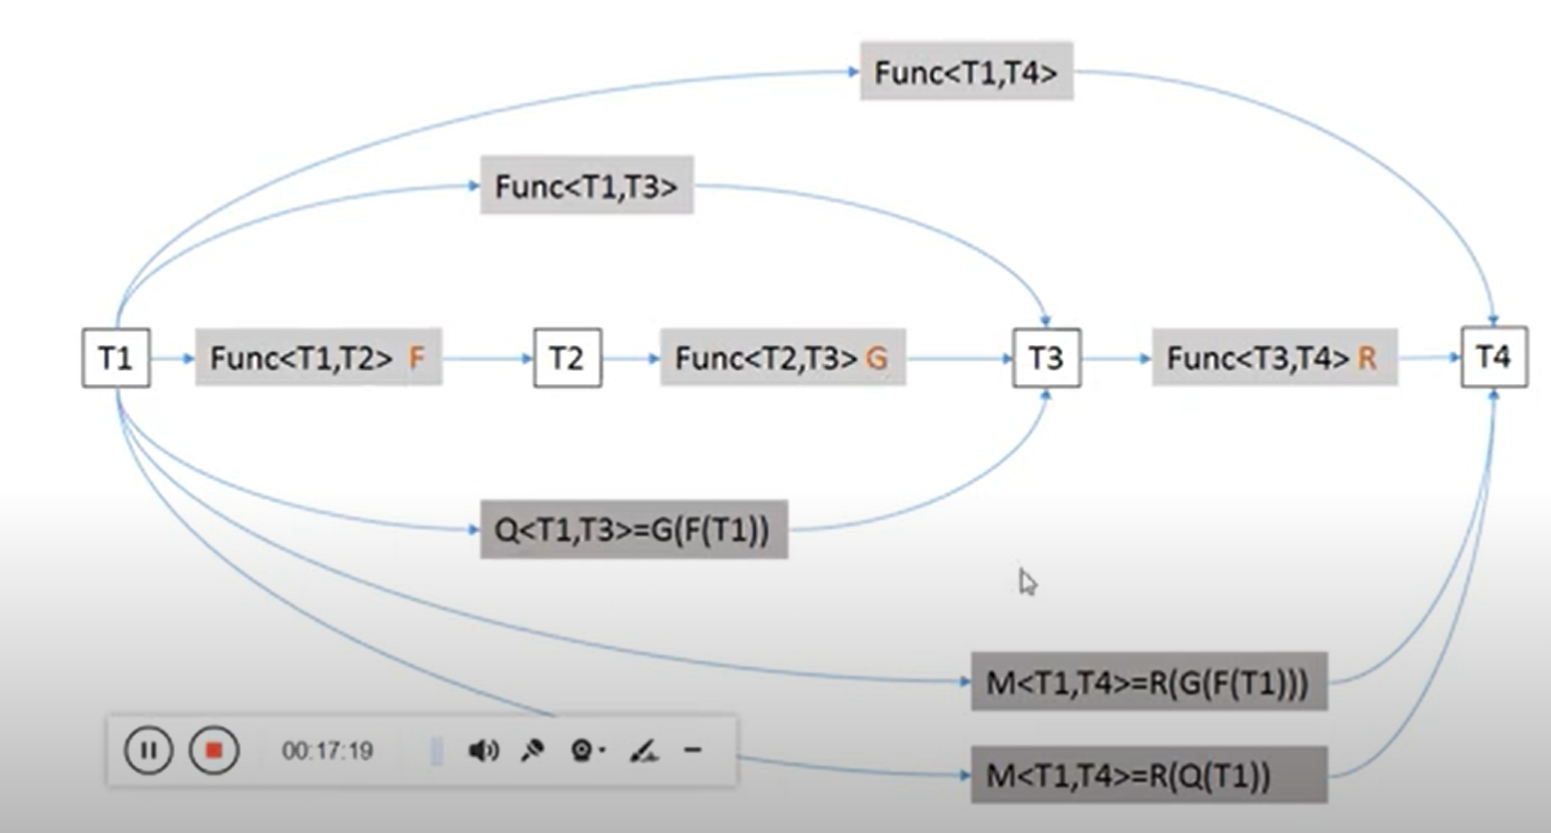 Func<T1,T4>
Func<T1,T3>
T1
Func<T1,T2> F
T2
Func<T2,T3> G
T3
Func<T3,T4> R
T4
Q<T1,T3>=G(F(T1))
M<T1,T4>=R(G(F(T1)))
00:17:19
M<T1,T4>=R(Q(T1))